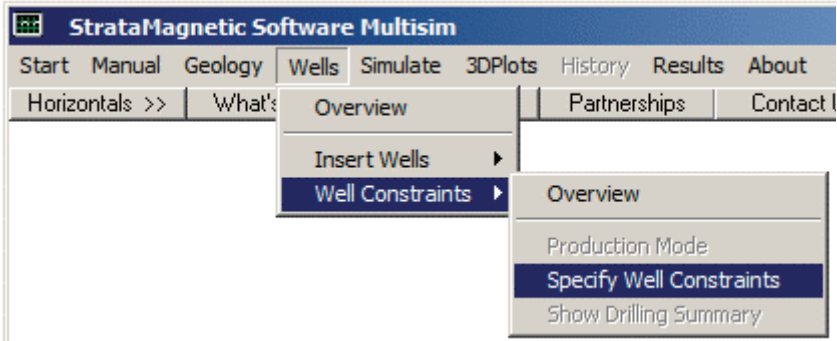 StrataMagnetic Software Multisim
Start Manual Geology Wells Simulate 3DPlots History Results About
Horizontals >> What's Partnerships Contact
Overview
Insert Wells
Well Constraints
Overview
Production Mode
Specify Well Constraints
Show Drilling Summary